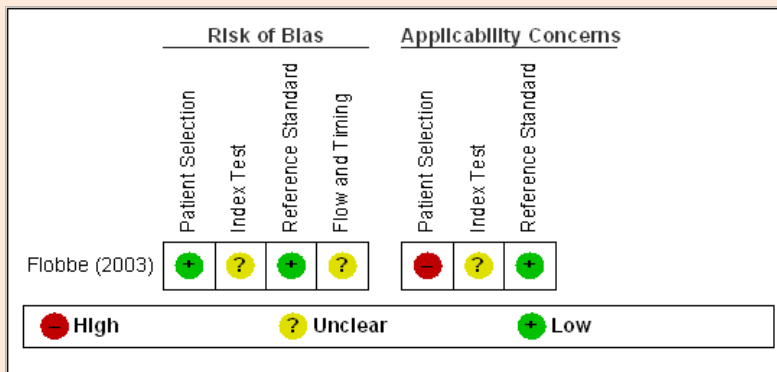 Risk of Bias
Applicability Concerns
Patient Selection
Index Test
Reference Standard
Flow and Timing
Patient Selection
Index Test
Reference Standard
Flobbe (2003) + ? + ? - ? +
- High ? Unclear + Low